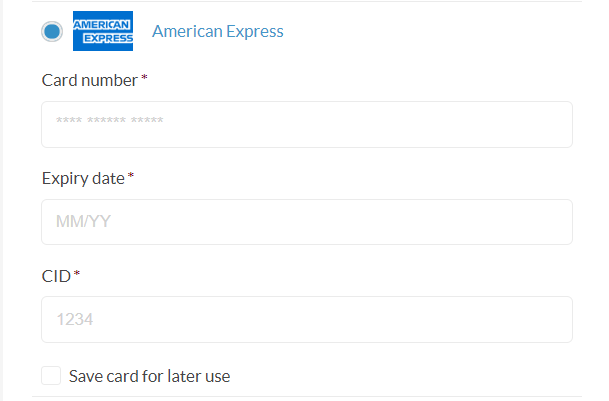 AMERICAN
EXPRESS
American Express
Card number*
**** ****** *****
Expiry date*
MM/YY
CID*
1234
Save card for later use